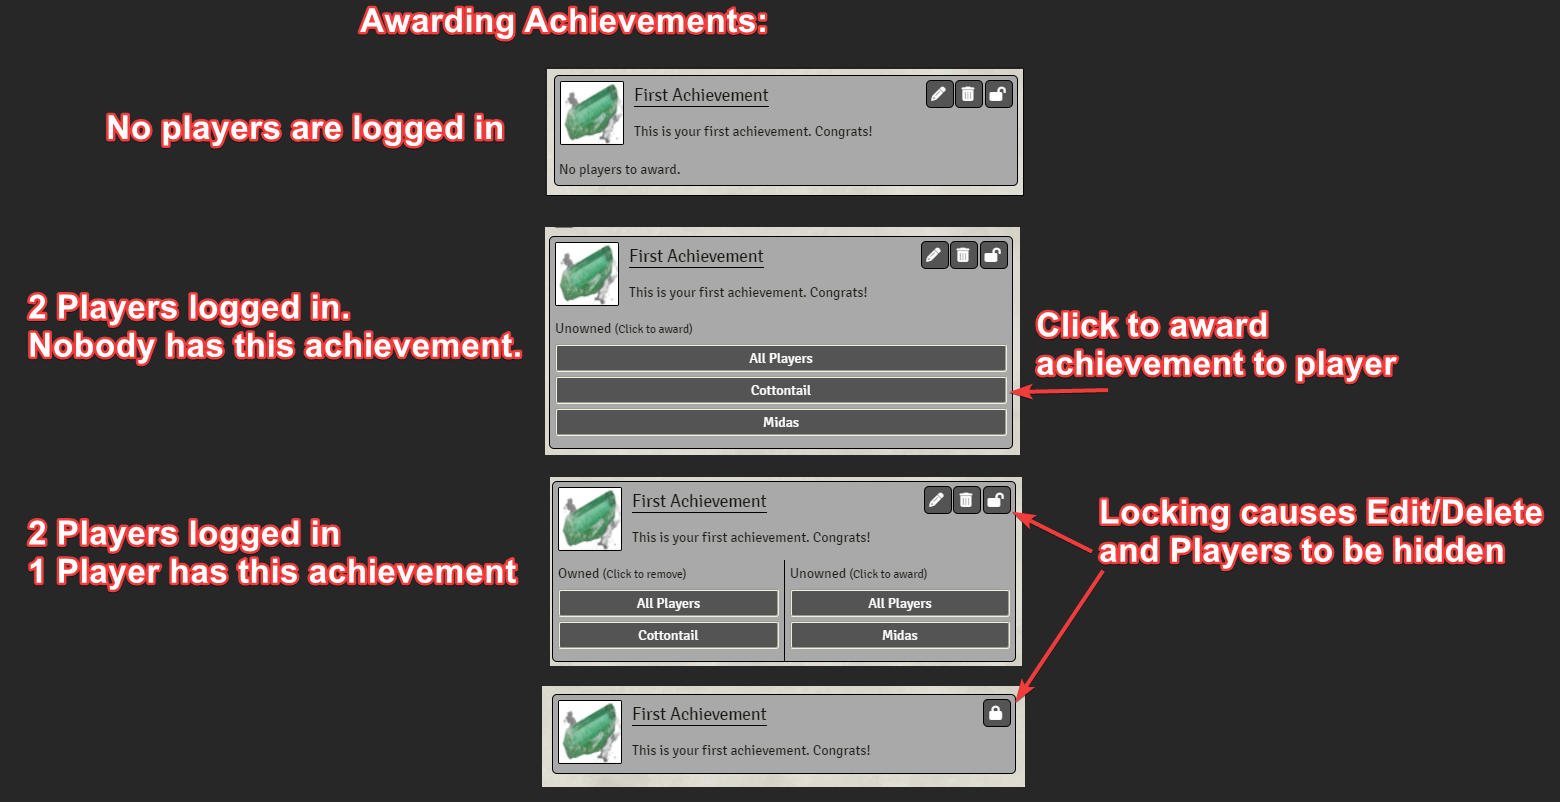 Awarding Achievements:
No players are logged in
First Achievement
This is your first achievement. Congrats!
No players to award.
2 Players logged in.
Nobody has this achievement.
First Achievement
This is your first achievement. Congrats!
Unowned (Click to award)
All Players
Cottontail
Midas
Click to award
achievement to player
2 Players logged in
1 Player has this achievement
First Achievement
This is your first achievement. Congrats!
Owned (Click to remove)
All Players
Cottontail
Unowned (Click to award)
All Players
Midas
Locking causes Edit/Delete
and Players to be hidden
First Achievement
This is your first achievement. Congrats!